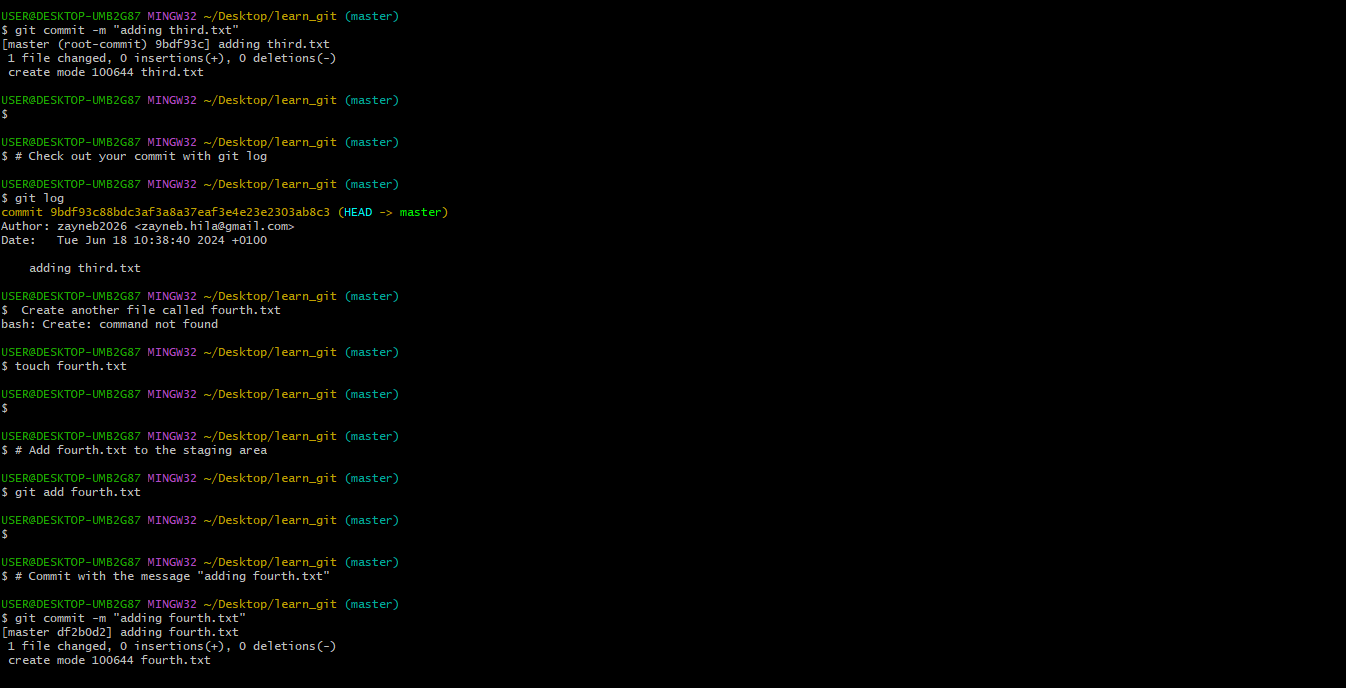 USER@DESKTOP-UMB2G87 MINGW32 ~/Desktop/learn_git (master)
$ git commit -m "adding third.txt"
[master (root-commit) 9bdf93c] adding third.txt
 1 file changed, 0 insertions(+), 0 deletions(-)
 create mode 100644 third.txt

USER@DESKTOP-UMB2G87 MINGW32 ~/Desktop/learn_git (master)
$

USER@DESKTOP-UMB2G87 MINGW32 ~/Desktop/learn_git (master)
$ # Check out your commit with git log

USER@DESKTOP-UMB2G87 MINGW32 ~/Desktop/learn_git (master)
$ git log
commit 9bdf93c88bdc3af3a8a37eaf3e4e23e2303ab8c3 (HEAD -> master)
Author: zayneb2026 <zayneb.hila@gmail.com>
Date:   Tue Jun 18 10:38:40 2024 +0100

    adding third.txt

USER@DESKTOP-UMB2G87 MINGW32 ~/Desktop/learn_git (master)
$  Create another file called fourth.txt
bash: Create: command not found

USER@DESKTOP-UMB2G87 MINGW32 ~/Desktop/learn_git (master)
$ touch fourth.txt

USER@DESKTOP-UMB2G87 MINGW32 ~/Desktop/learn_git (master)
$

USER@DESKTOP-UMB2G87 MINGW32 ~/Desktop/learn_git (master)
$ # Add fourth.txt to the staging area

USER@DESKTOP-UMB2G87 MINGW32 ~/Desktop/learn_git (master)
$ git add fourth.txt

USER@DESKTOP-UMB2G87 MINGW32 ~/Desktop/learn_git (master)
$

USER@DESKTOP-UMB2G87 MINGW32 ~/Desktop/learn_git (master)
$ # Commit with the message "adding fourth.txt"

USER@DESKTOP-UMB2G87 MINGW32 ~/Desktop/learn_git (master)
$ git commit -m "adding fourth.txt"
[master df2b0d2] adding fourth.txt
 1 file changed, 0 insertions(+), 0 deletions(-)
 create mode 100644 fourth.txt